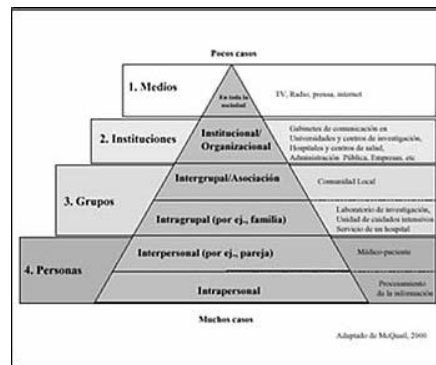 Pocos casos
1. Medios
En toda la
sociedad
TV, Radio, prensa, internet
2. Instituciones
Institucional/
Organizacional
Gabinetes de comunicación en
Universidades y centros de investigación,
Hospitales y centros de salud,
Administración Pública, Empresas, etc
3. Grupos
Intergrupal/Asociación
Comunidad Local
Intragrupal (por ej., familia)
Laboratorio de investigación,
Unidad de cuidados intensivos
Servicio de un hospital
4. Personas
Interpersonal (por ej., pareja)
Médico-paciente
Intrapersonal
Procesamiento
de la información
Muchos casos
Adaptado de McQuail, 2000